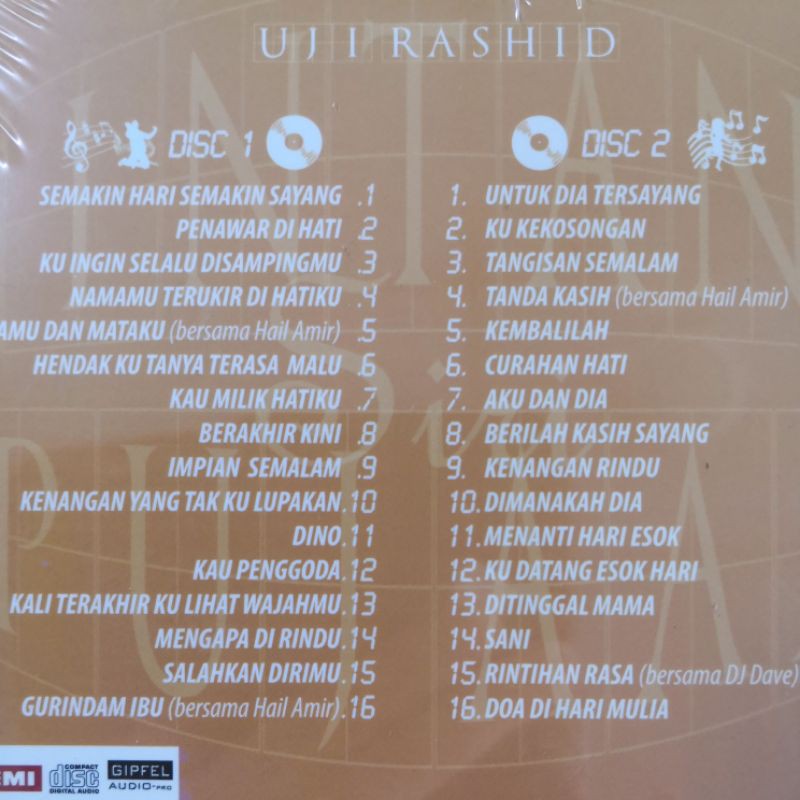 UJI RASHID
DISC 1
SEMAKIN HARI SEMAKIN SAYANG .1
PENAWAR DI HATI .2
KU INGIN SELALU DISAMPINGMU .3
NAMAMU TERUKIR DI HATIKU .4
AMU DAN MATAKU (bersama Hail Amir) .5
HENDAK KU TANYA TERASA MALU .6
KAU MILIK HATIKU .7
BERAKHIR KINI .8
IMPIAN SEMALAM .9
KENANGAN YANG TAK KU LUPAKAN .10
DINO .11
KAU PENGGODA .12
KALI TERAKHIR KU LIHAT WAJAHMU .13
MENGAPA DI RINDU .14
SALAHKAN DIRIMU .15
GURINDAM IBU (bersama Hail Amir) .16
DISC 2
1. UNTUK DIA TERSAYANG
2. KU KEKOSONGAN
3. TANGISAN SEMALAM
4. TANDA KASIH (bersama Hail Amir)
5. KEMBALILAH
6. CURAHAN HATI
7. AKU DAN DIA
8. BERILAH KASIH SAYANG
9. KENANGAN RINDU
10. DIMANAKAH DIA
11. MENANTI HARI ESOK
12. KU DATANG ESOK HARI
13. DITINGGAL MAMA
14. SANI
15. RINTIHAN RASA (bersama DJ Dave)
16. DOA DI HARI MULIA
INTAN
Siri
PUJAA
EMI
COMPACT
disc
DIGITAL AUDIO
GIPFEL
AUDIO-PRO